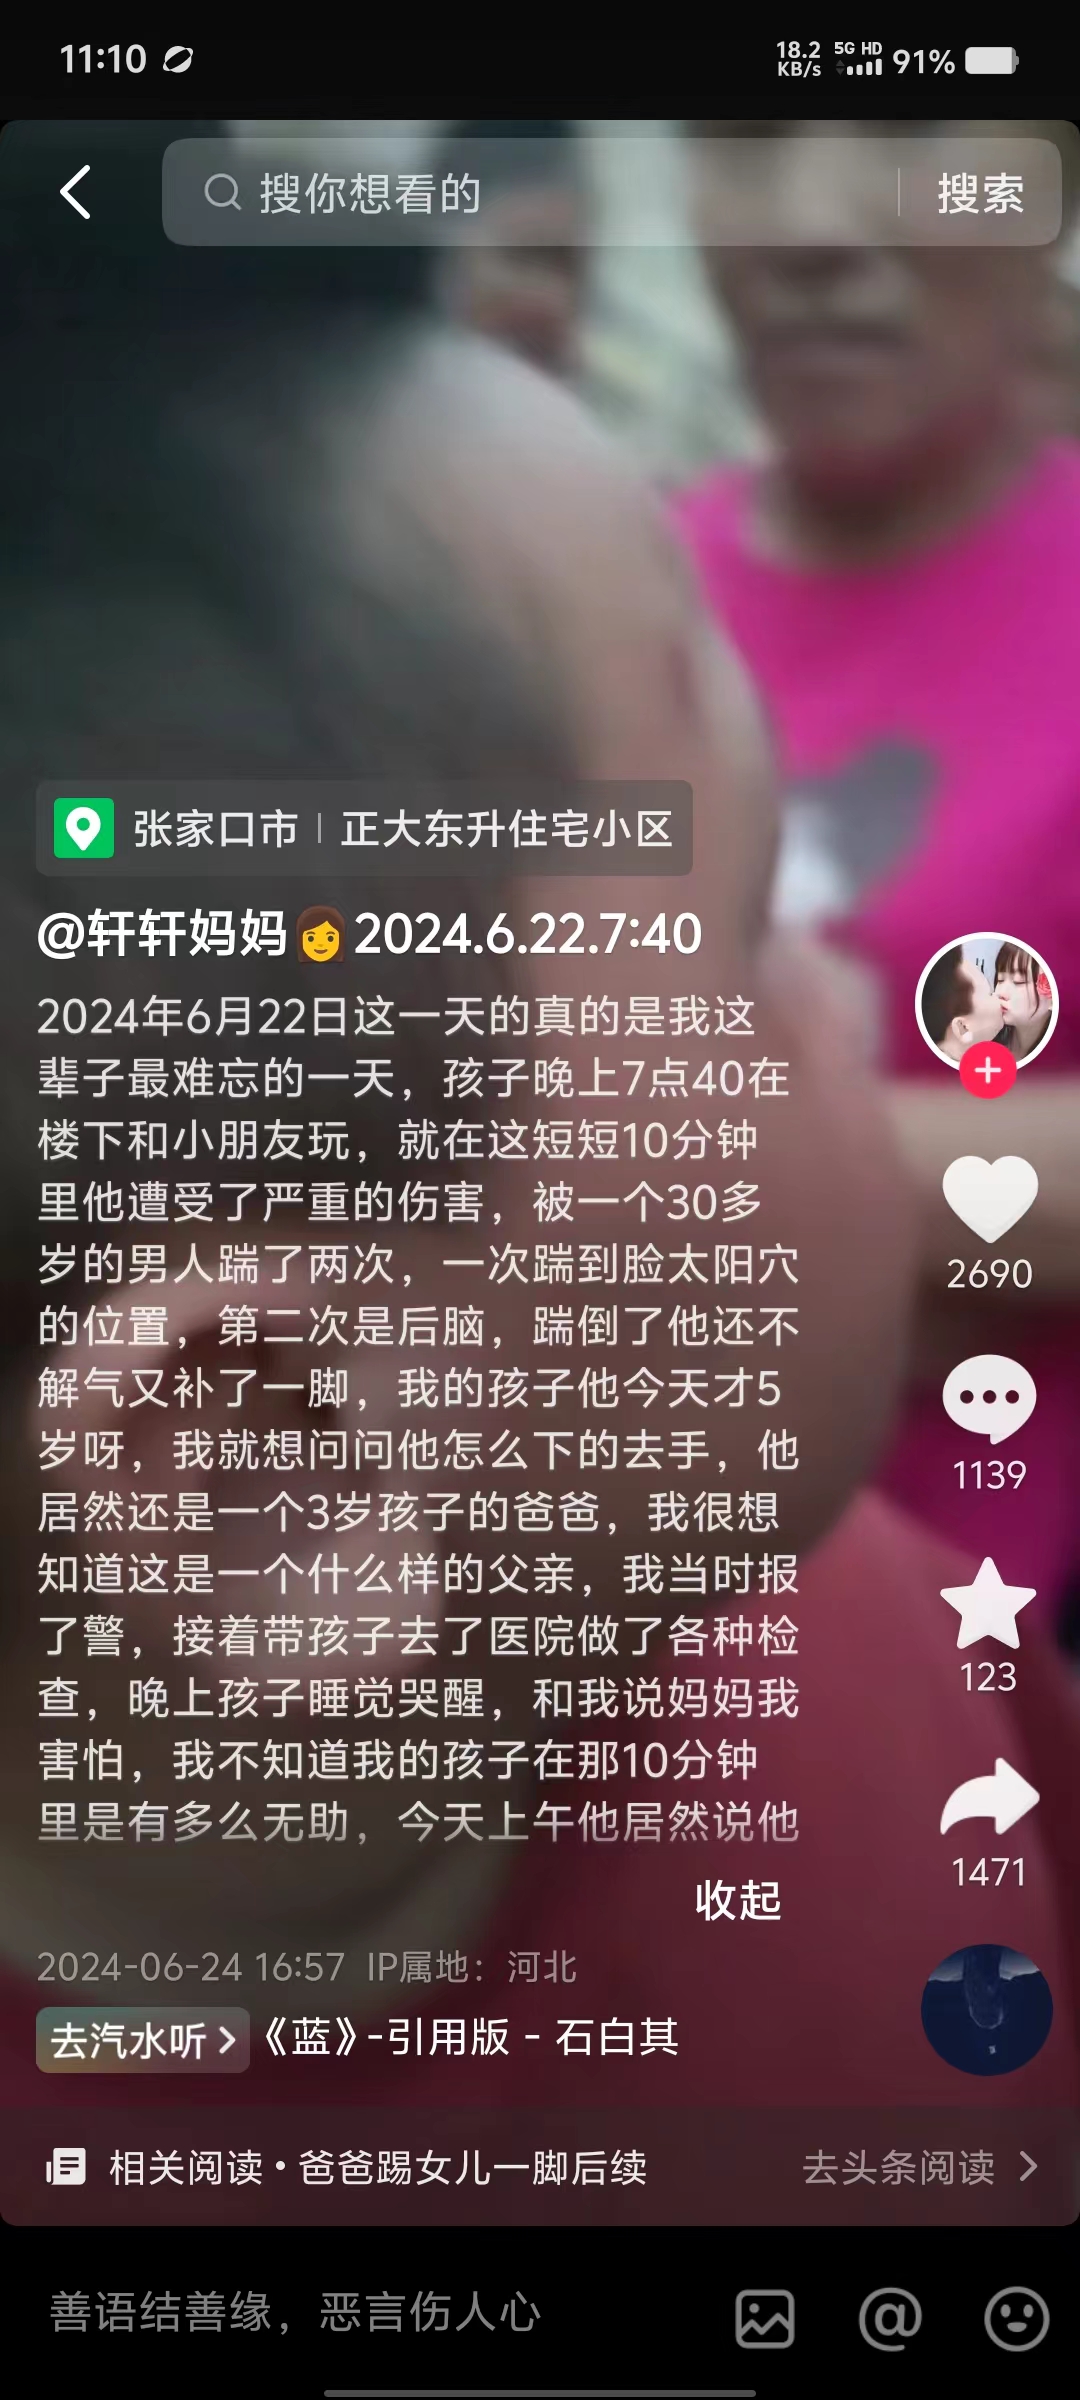 11:10
18.2 KB/s 5G HD 91%
搜你想看的 搜索
张家口市 正大东升住宅小区
@轩轩妈妈👩2024.6.22.7:40
2024年6月22日这一天的真的是我这
辈子最难忘的一天，孩子晚上7点40在
楼下和小朋友玩，就在这短短10分钟
里他遭受了严重的伤害，被一个30多
岁的男人踹了两次，一次踹到脸太阳穴
的位置，第二次是后脑，踹倒了他还不
解气又补了一脚，我的孩子他今天才5
岁呀，我就想问问他怎么下的去手，他
居然还是一个3岁孩子的爸爸，我很想
知道这是一个什么样的父亲，我当时报
了警，接着带孩子去了医院做了各种检
查，晚上孩子睡觉哭醒，和我说妈妈我
害怕，我不知道我的孩子在那10分钟
里是有多么无助，今天上午他居然说他
收起
2690
1139
123
1471
2024-06-24 16:57 IP属地：河北
去汽水听 《蓝》-引用版 - 石白其
相关阅读·爸爸踢女儿一脚后续 去头条阅读
善语结善缘，恶言伤人心